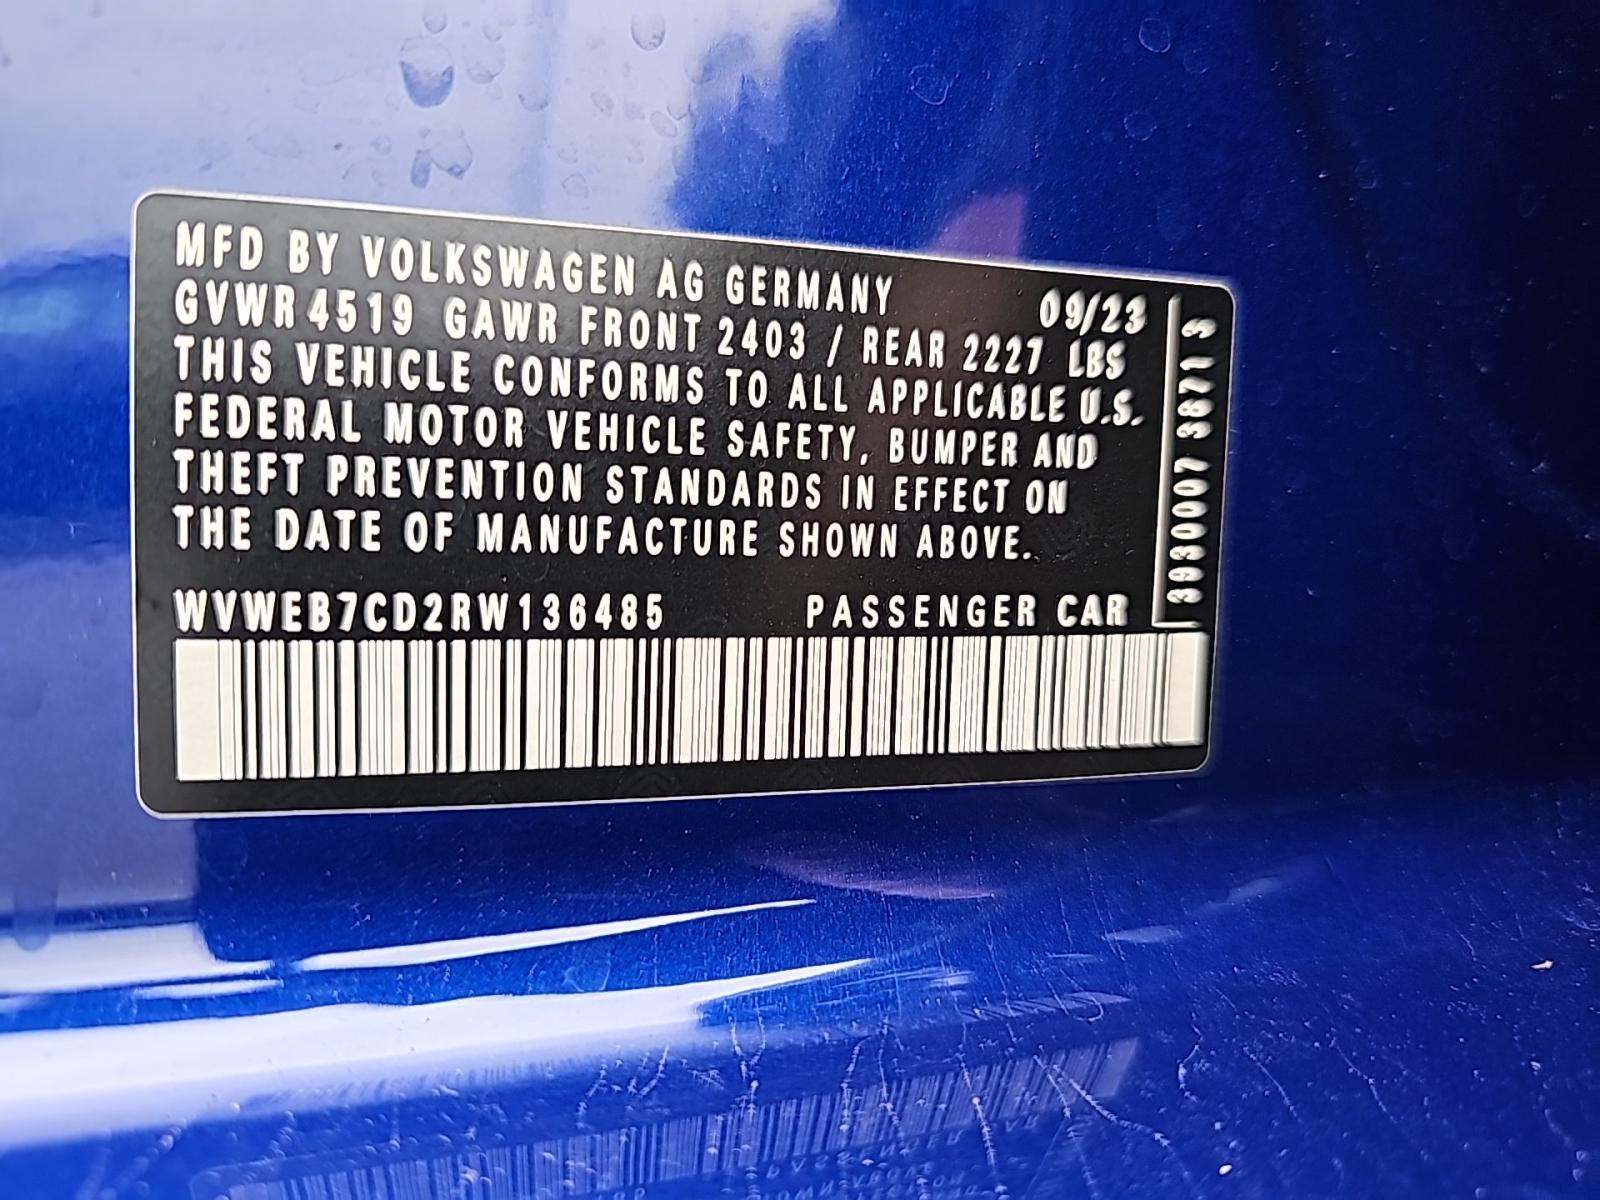 MFD BY VOLKSWAGEN AG GERMANY
09/23
GVWR 4519 GAWR FRONT 2403 / REAR 2227 LBS
THIS VEHICLE CONFORMS TO ALL APPLICABLE U.S.
FEDERAL MOTOR VEHICLE SAFETY, BUMPER AND
THEFT PREVENTION STANDARDS IN EFFECT ON
THE DATE OF MANUFACTURE SHOWN ABOVE.
WVWEB7CD2RW136485 PASSENGER CAR
3930007 3871 3